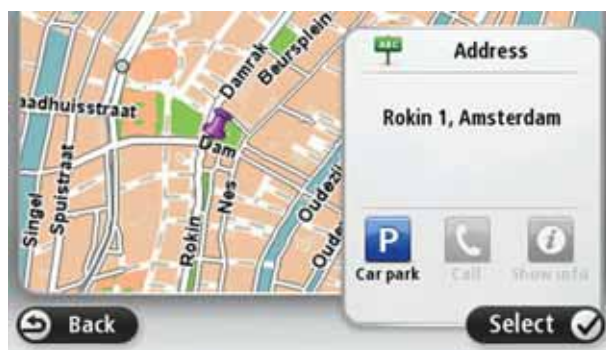 Beursplein
Damrak
aadhuisstraat
Dam
Singel
Spuistraat
Rokin
Nes
Oudezij
Oude
ABC
Address
Rokin 1, Amsterdam
P
Car park
Call
Show info
Back
Select